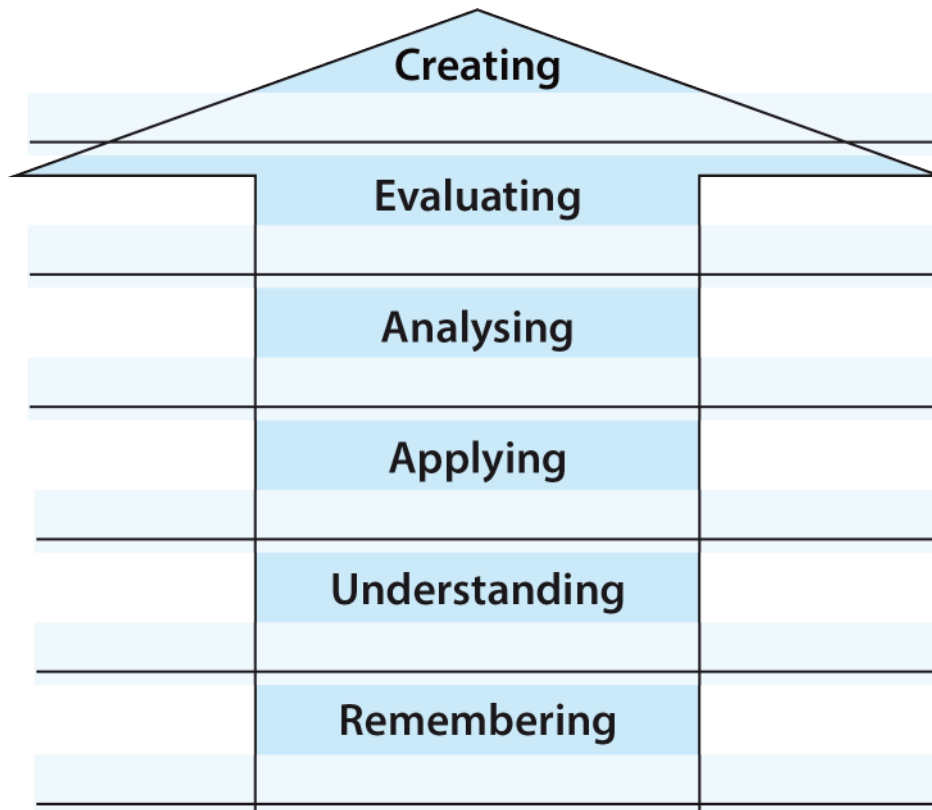 Creating
Evaluating
Analysing
Applying
Understanding
Remembering